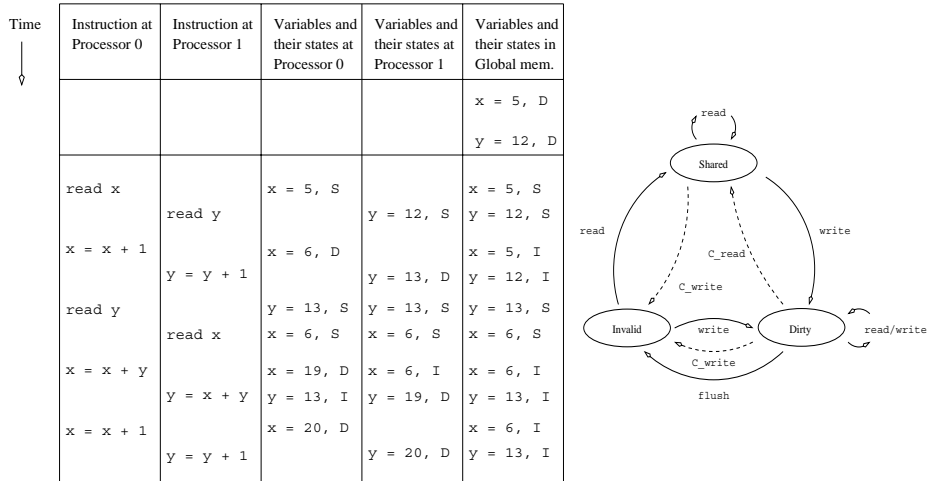 Time
Instruction at Processor 0
Instruction at Processor 1
Variables and their states at Processor 0
Variables and their states at Processor 1
Variables and their states in Global mem.
x = 5, D
y = 12, D
read x x = 5, S x = 5, S
read y y = 12, S y = 12, S
x = x + 1 x = 6, D x = 5, I
y = y + 1 y = 13, D y = 12, I
read y y = 13, S y = 13, S y = 13, S
read x x = 6, S x = 6, S x = 6, S
x = x + y x = 19, D x = 6, I x = 6, I
y = x + y y = 13, I y = 19, D y = 13, I
x = x + 1 x = 20, D x = 6, I
y = y + 1 y = 20, D y = 13, I
read
Shared
read
write
C_read
C_write
Invalid
write
Dirty
read/write
C_write
flush